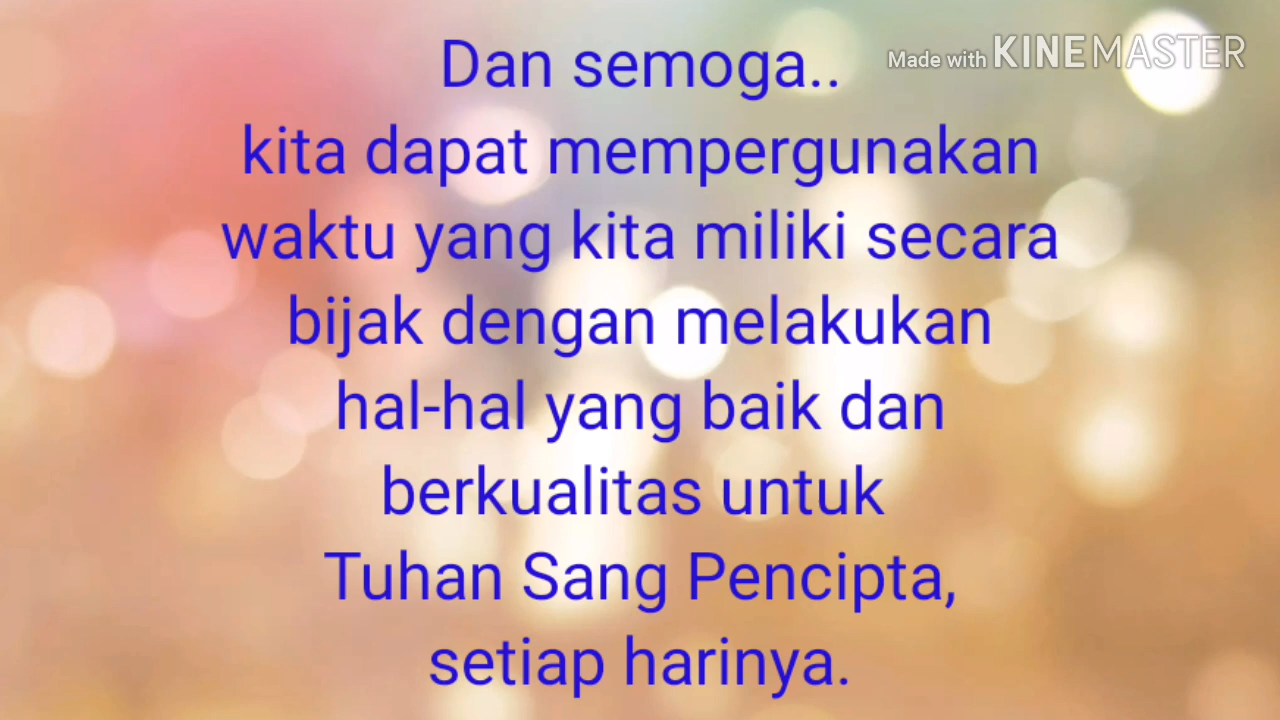 Made with KINEMASTER
Dan semoga..
kita dapat mempergunakan
waktu yang kita miliki secara
bijak dengan melakukan
hal-hal yang baik dan
berkualitas untuk
Tuhan Sang Pencipta,
setiap harinya.